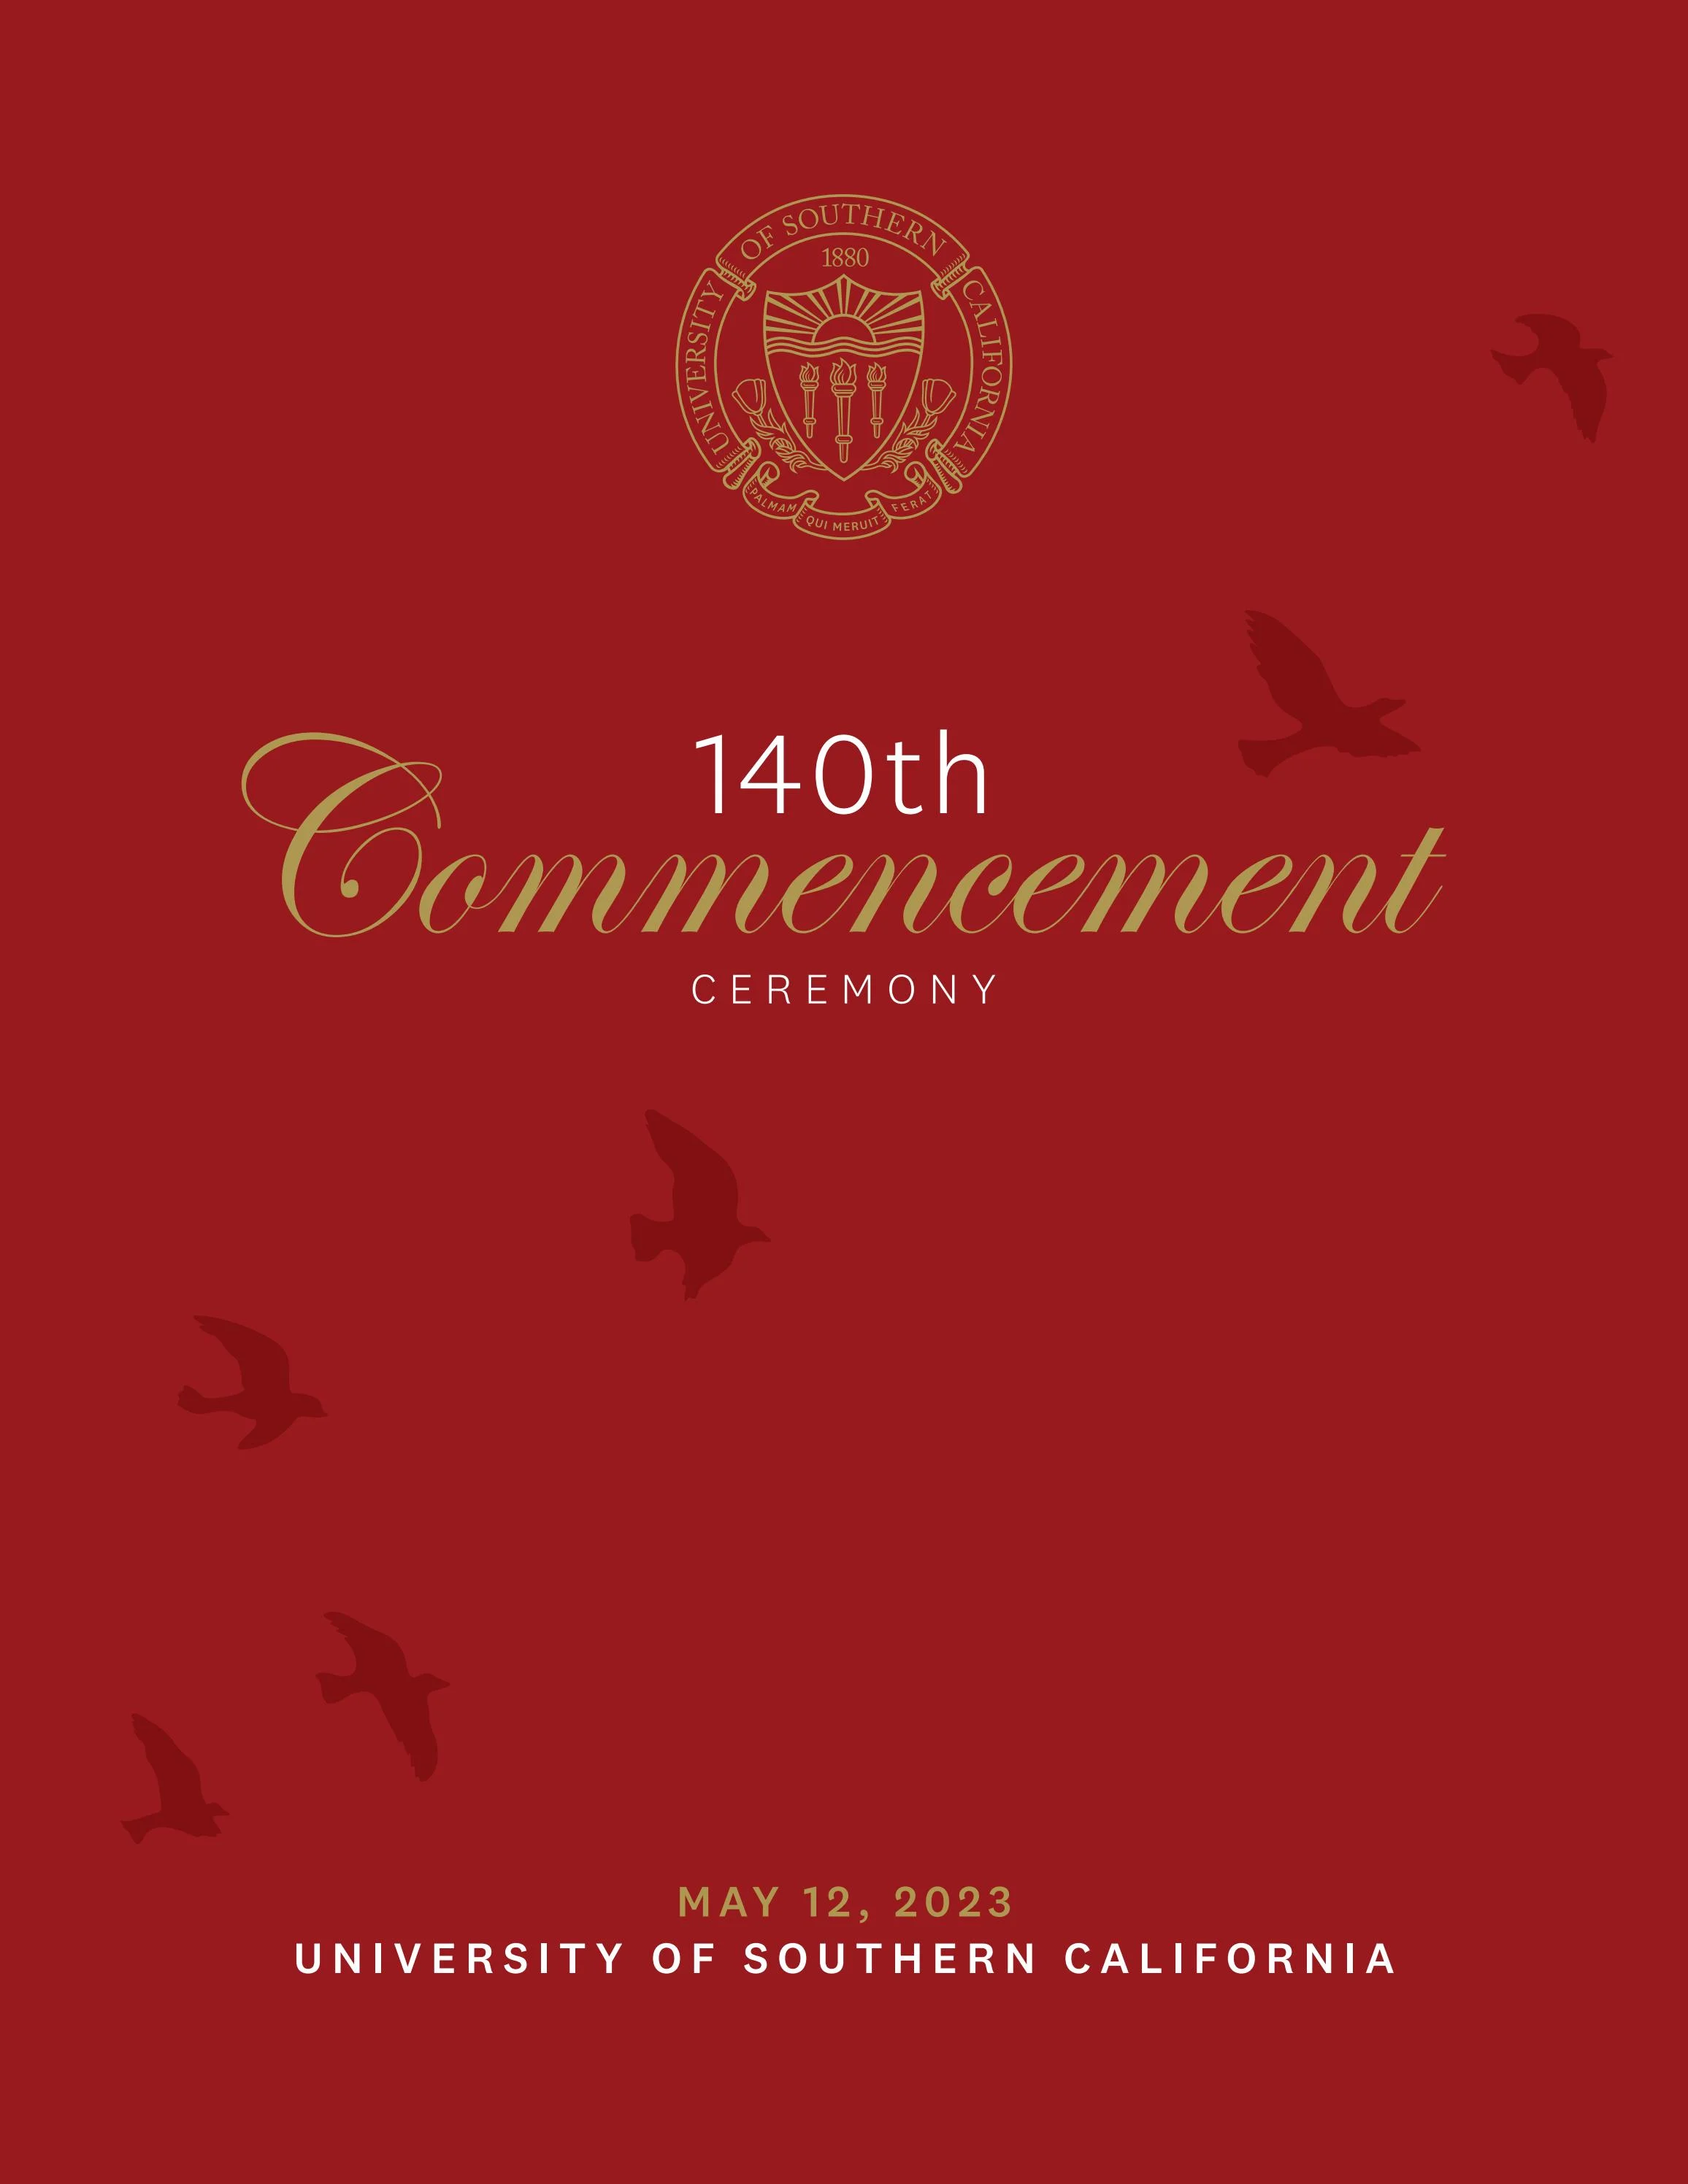 UNIVERSITY OF SOUTHERN CALIFORNIA
1880
PALMAM QUI MERUIT FERAT
140th
Commencement
CEREMONY
MAY 12, 2023
UNIVERSITY OF SOUTHERN CALIFORNIA